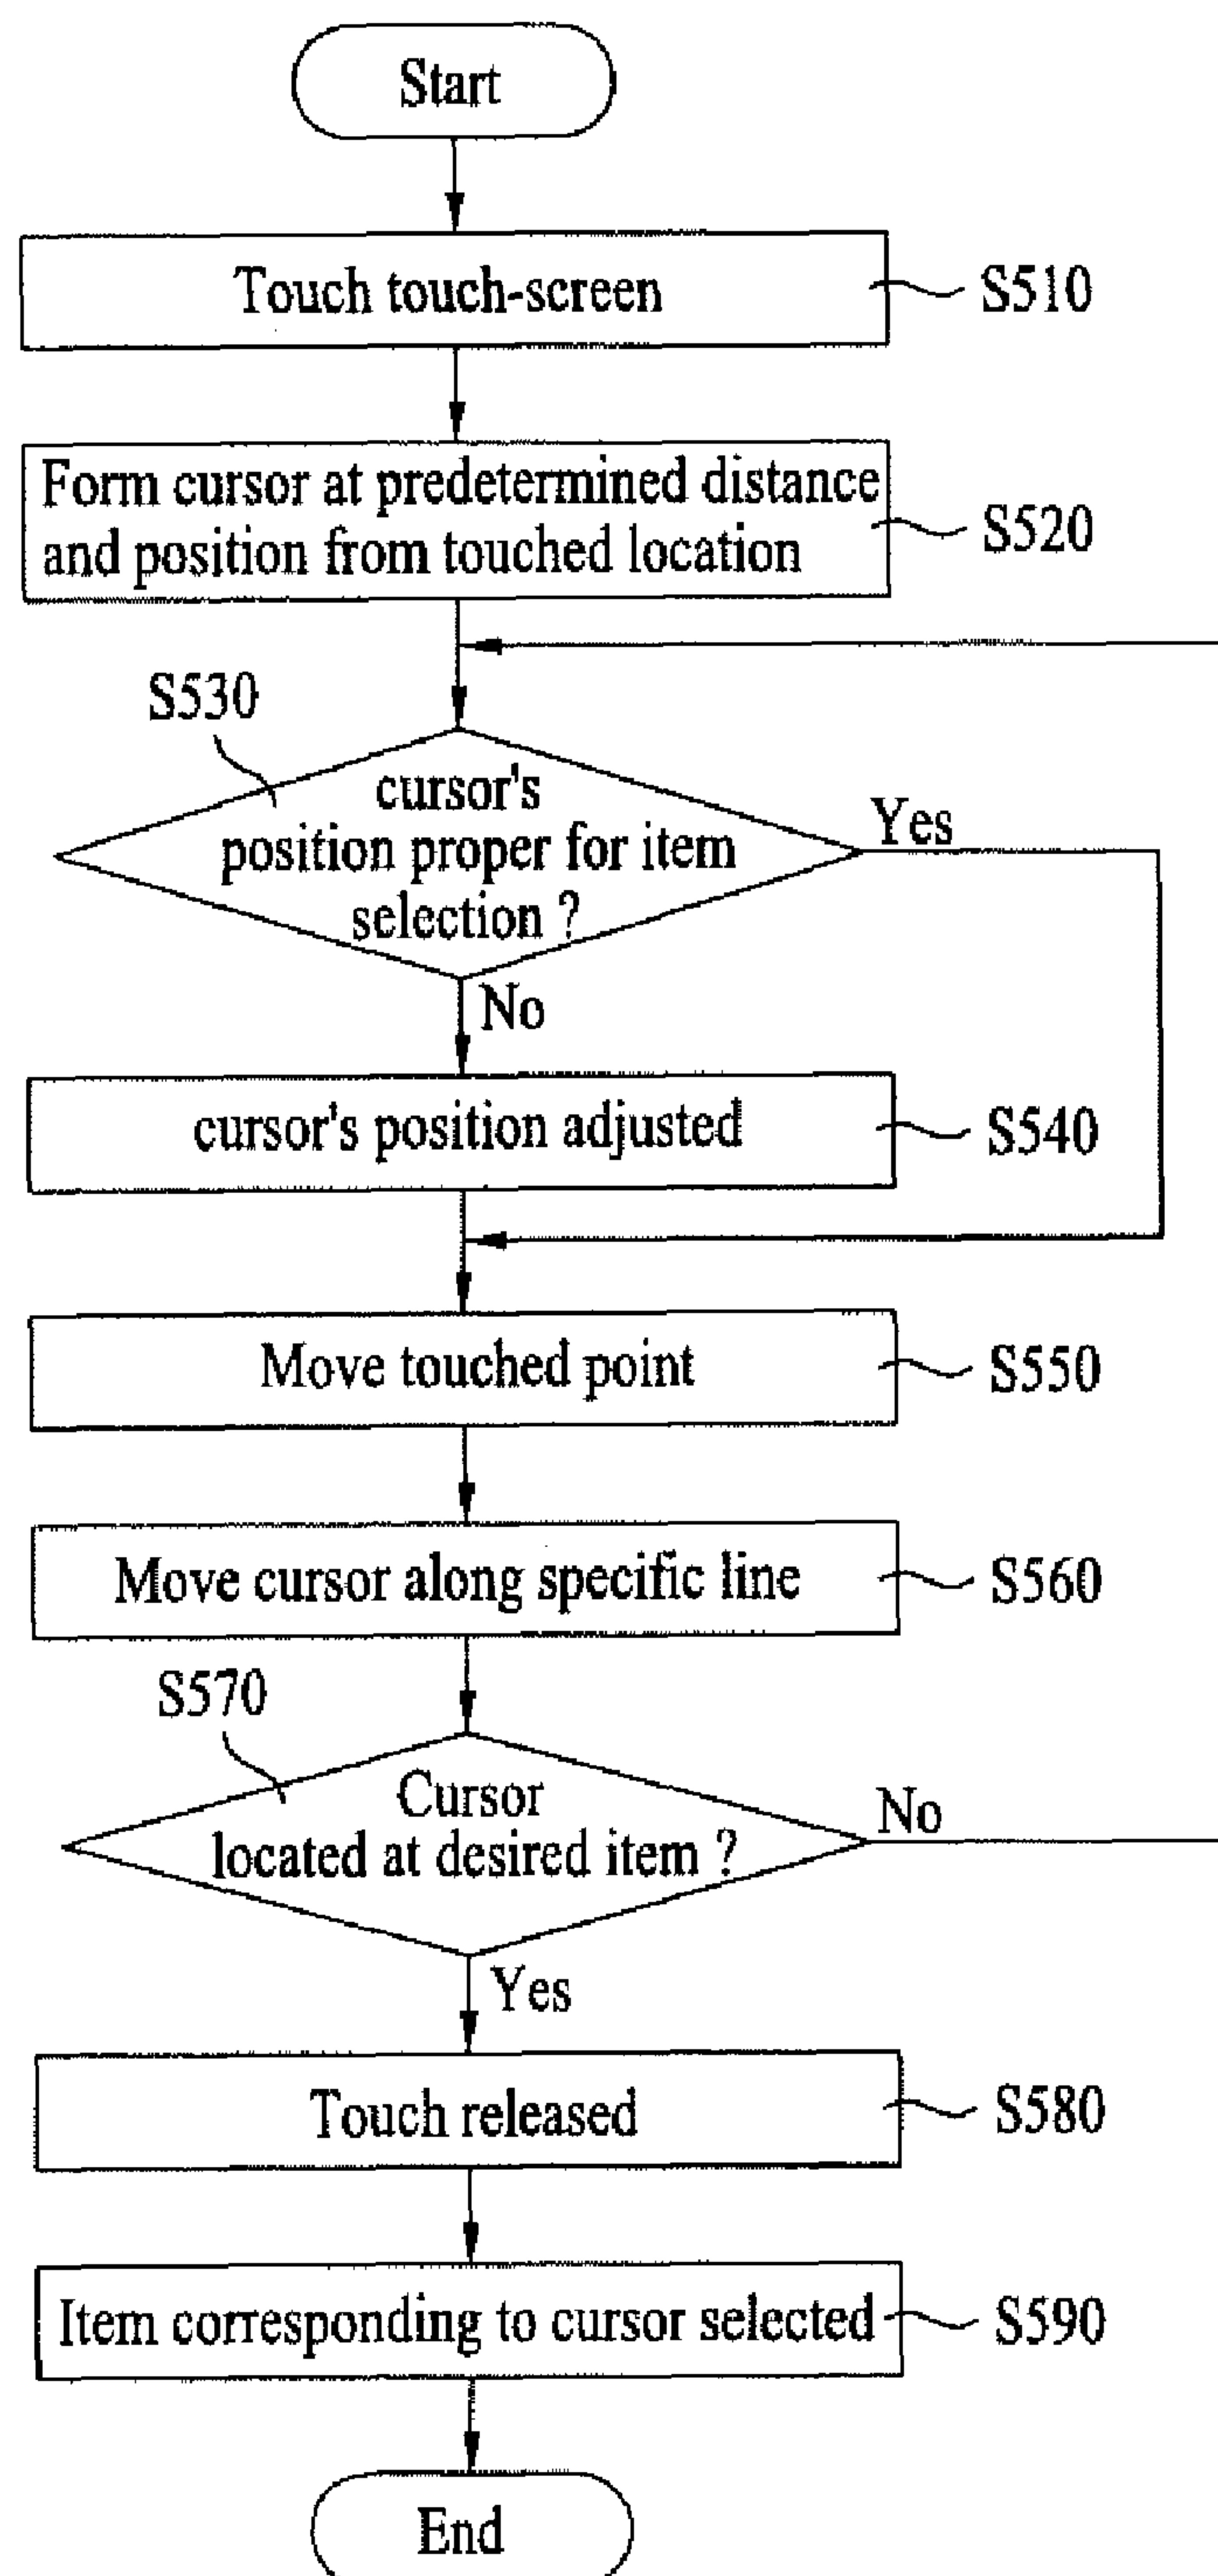 Start
Touch touch-screen
S510
Form cursor at predetermined distance
and position from touched location
S520
S530
cursor's
position proper for item
selection ?
Yes
No
cursor's position adjusted
S540
Move touched point
S550
Move cursor along specific line
S560
S570
Cursor
located at desired item ?
No
Yes
Touch released
S580
Item corresponding to cursor selected
S590
End